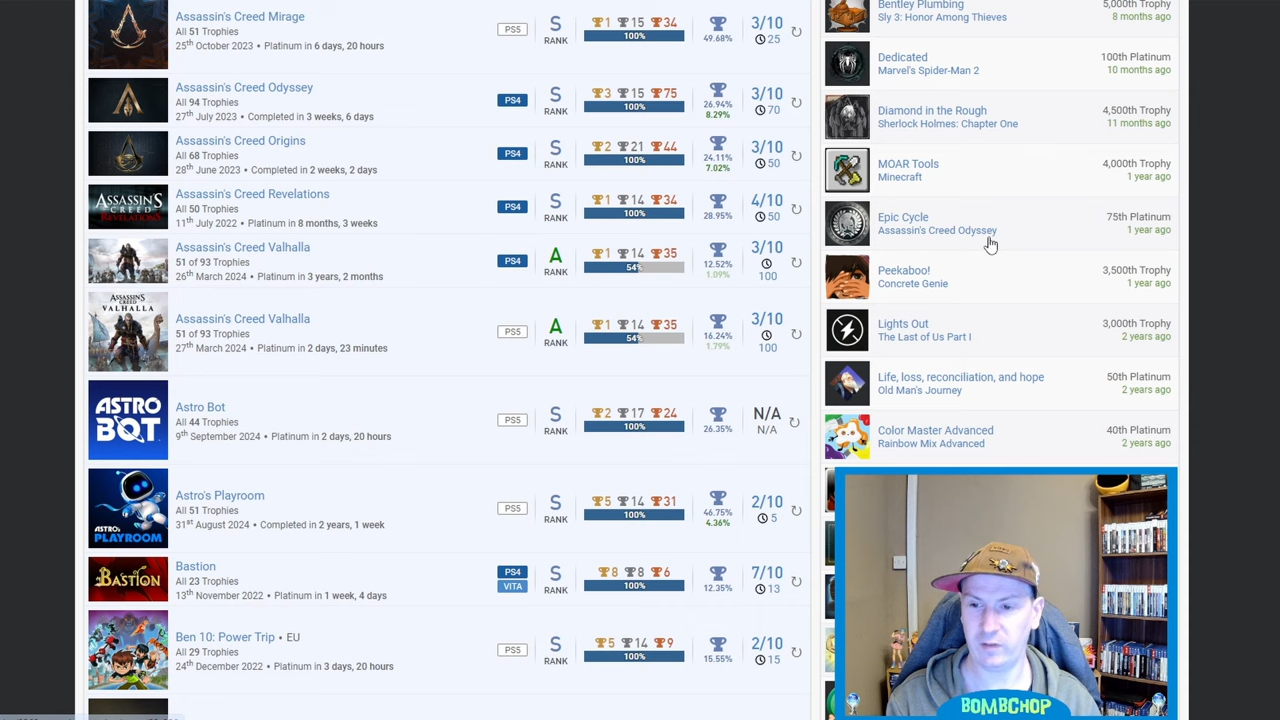 Assassin's Creed Mirage
All 51 Trophies
25th October 2023 • Platinum in 6 days, 20 hours
PS5
S
RANK
1 15 34
100%
49.68%
3/10
25
ASSASSIN'S CREED ODYSSEY
Assassin's Creed Odyssey
All 94 Trophies
27th July 2023 • Completed in 3 weeks, 6 days
PS4
S
RANK
3 15 75
100%
26.94%
8.29%
3/10
70
Assassin's Creed Origins
All 68 Trophies
28th June 2023 • Completed in 2 weeks, 2 days
PS4
S
RANK
2 21 44
100%
24.11%
7.02%
3/10
50
ASSASSIN'S
CREED
REVELATIONS
Assassin's Creed Revelations
All 50 Trophies
11th July 2022 • Platinum in 8 months, 3 weeks
PS4
S
RANK
1 14 34
100%
28.95%
4/10
50
Assassin's Creed Valhalla
51 of 93 Trophies
26th March 2024 • Platinum in 3 years, 2 months
PS4
A
RANK
1 14 35
54%
12.52%
1.09%
3/10
100
ASSASSIN'S
CREED
VALHALLA
Assassin's Creed Valhalla
51 of 93 Trophies
27th March 2024 • Platinum in 2 days, 23 minutes
PS5
A
RANK
1 14 35
54%
16.24%
1.79%
3/10
100
ASTRO
BOT
Astro Bot
All 44 Trophies
9th September 2024 • Platinum in 2 days, 20 hours
PS5
S
RANK
2 17 24
100%
26.35%
N/A
N/A
ASTRO'S
PLAYROOM
Astro's Playroom
All 51 Trophies
31st August 2024 • Completed in 2 years, 1 week
PS5
S
RANK
5 14 31
100%
46.75%
4.36%
2/10
5
BASTION
Bastion
All 23 Trophies
13th November 2022 • Platinum in 1 week, 4 days
PS4
VITA
S
RANK
8 8 6
100%
12.35%
7/10
13
Ben 10: Power Trip • EU
All 29 Trophies
24th December 2022 • Platinum in 3 days, 20 hours
PS5
S
RANK
5 14 9
100%
15.55%
2/10
15
Bentley Plumbing
Sly 3: Honor Among Thieves
5,000th Trophy
8 months ago
Dedicated
Marvel's Spider-Man 2
100th Platinum
10 months ago
Diamond in the Rough
Sherlock Holmes: Chapter One
4,500th Trophy
11 months ago
MOAR Tools
Minecraft
4,000th Trophy
1 year ago
Epic Cycle
Assassin's Creed Odyssey
75th Platinum
1 year ago
Peekaboo!
Concrete Genie
3,500th Trophy
1 year ago
Lights Out
The Last of Us Part I
3,000th Trophy
2 years ago
Life, loss, reconciliation, and hope
Old Man's Journey
50th Platinum
2 years ago
Color Master Advanced
Rainbow Mix Advanced
40th Platinum
2 years ago
BOMBCHOP